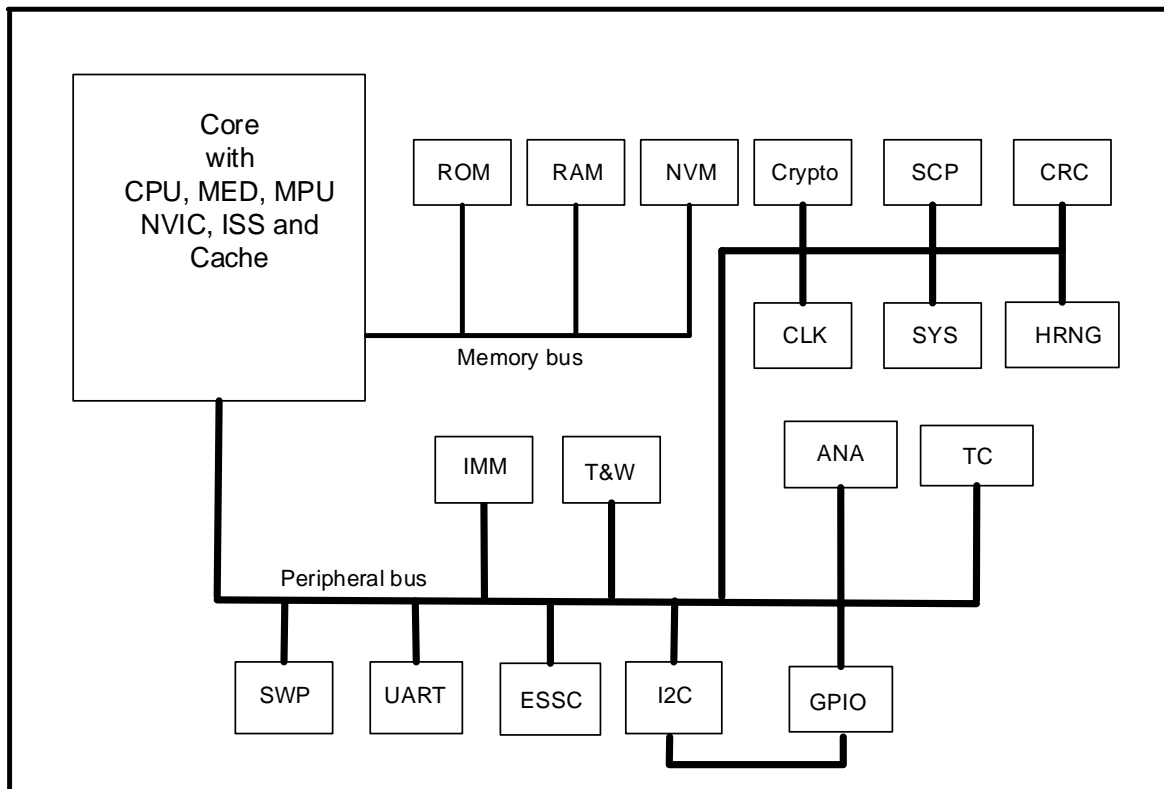 Core
with
CPU, MED, MPU
NVIC, ISS and
Cache
ROM
RAM
NVM
Crypto
SCP
CRC
CLK
SYS
HRNG
Memory bus
IMM
T&W
ANA
TC
Peripheral bus
SWP
UART
ESSC
I2C
GPIO